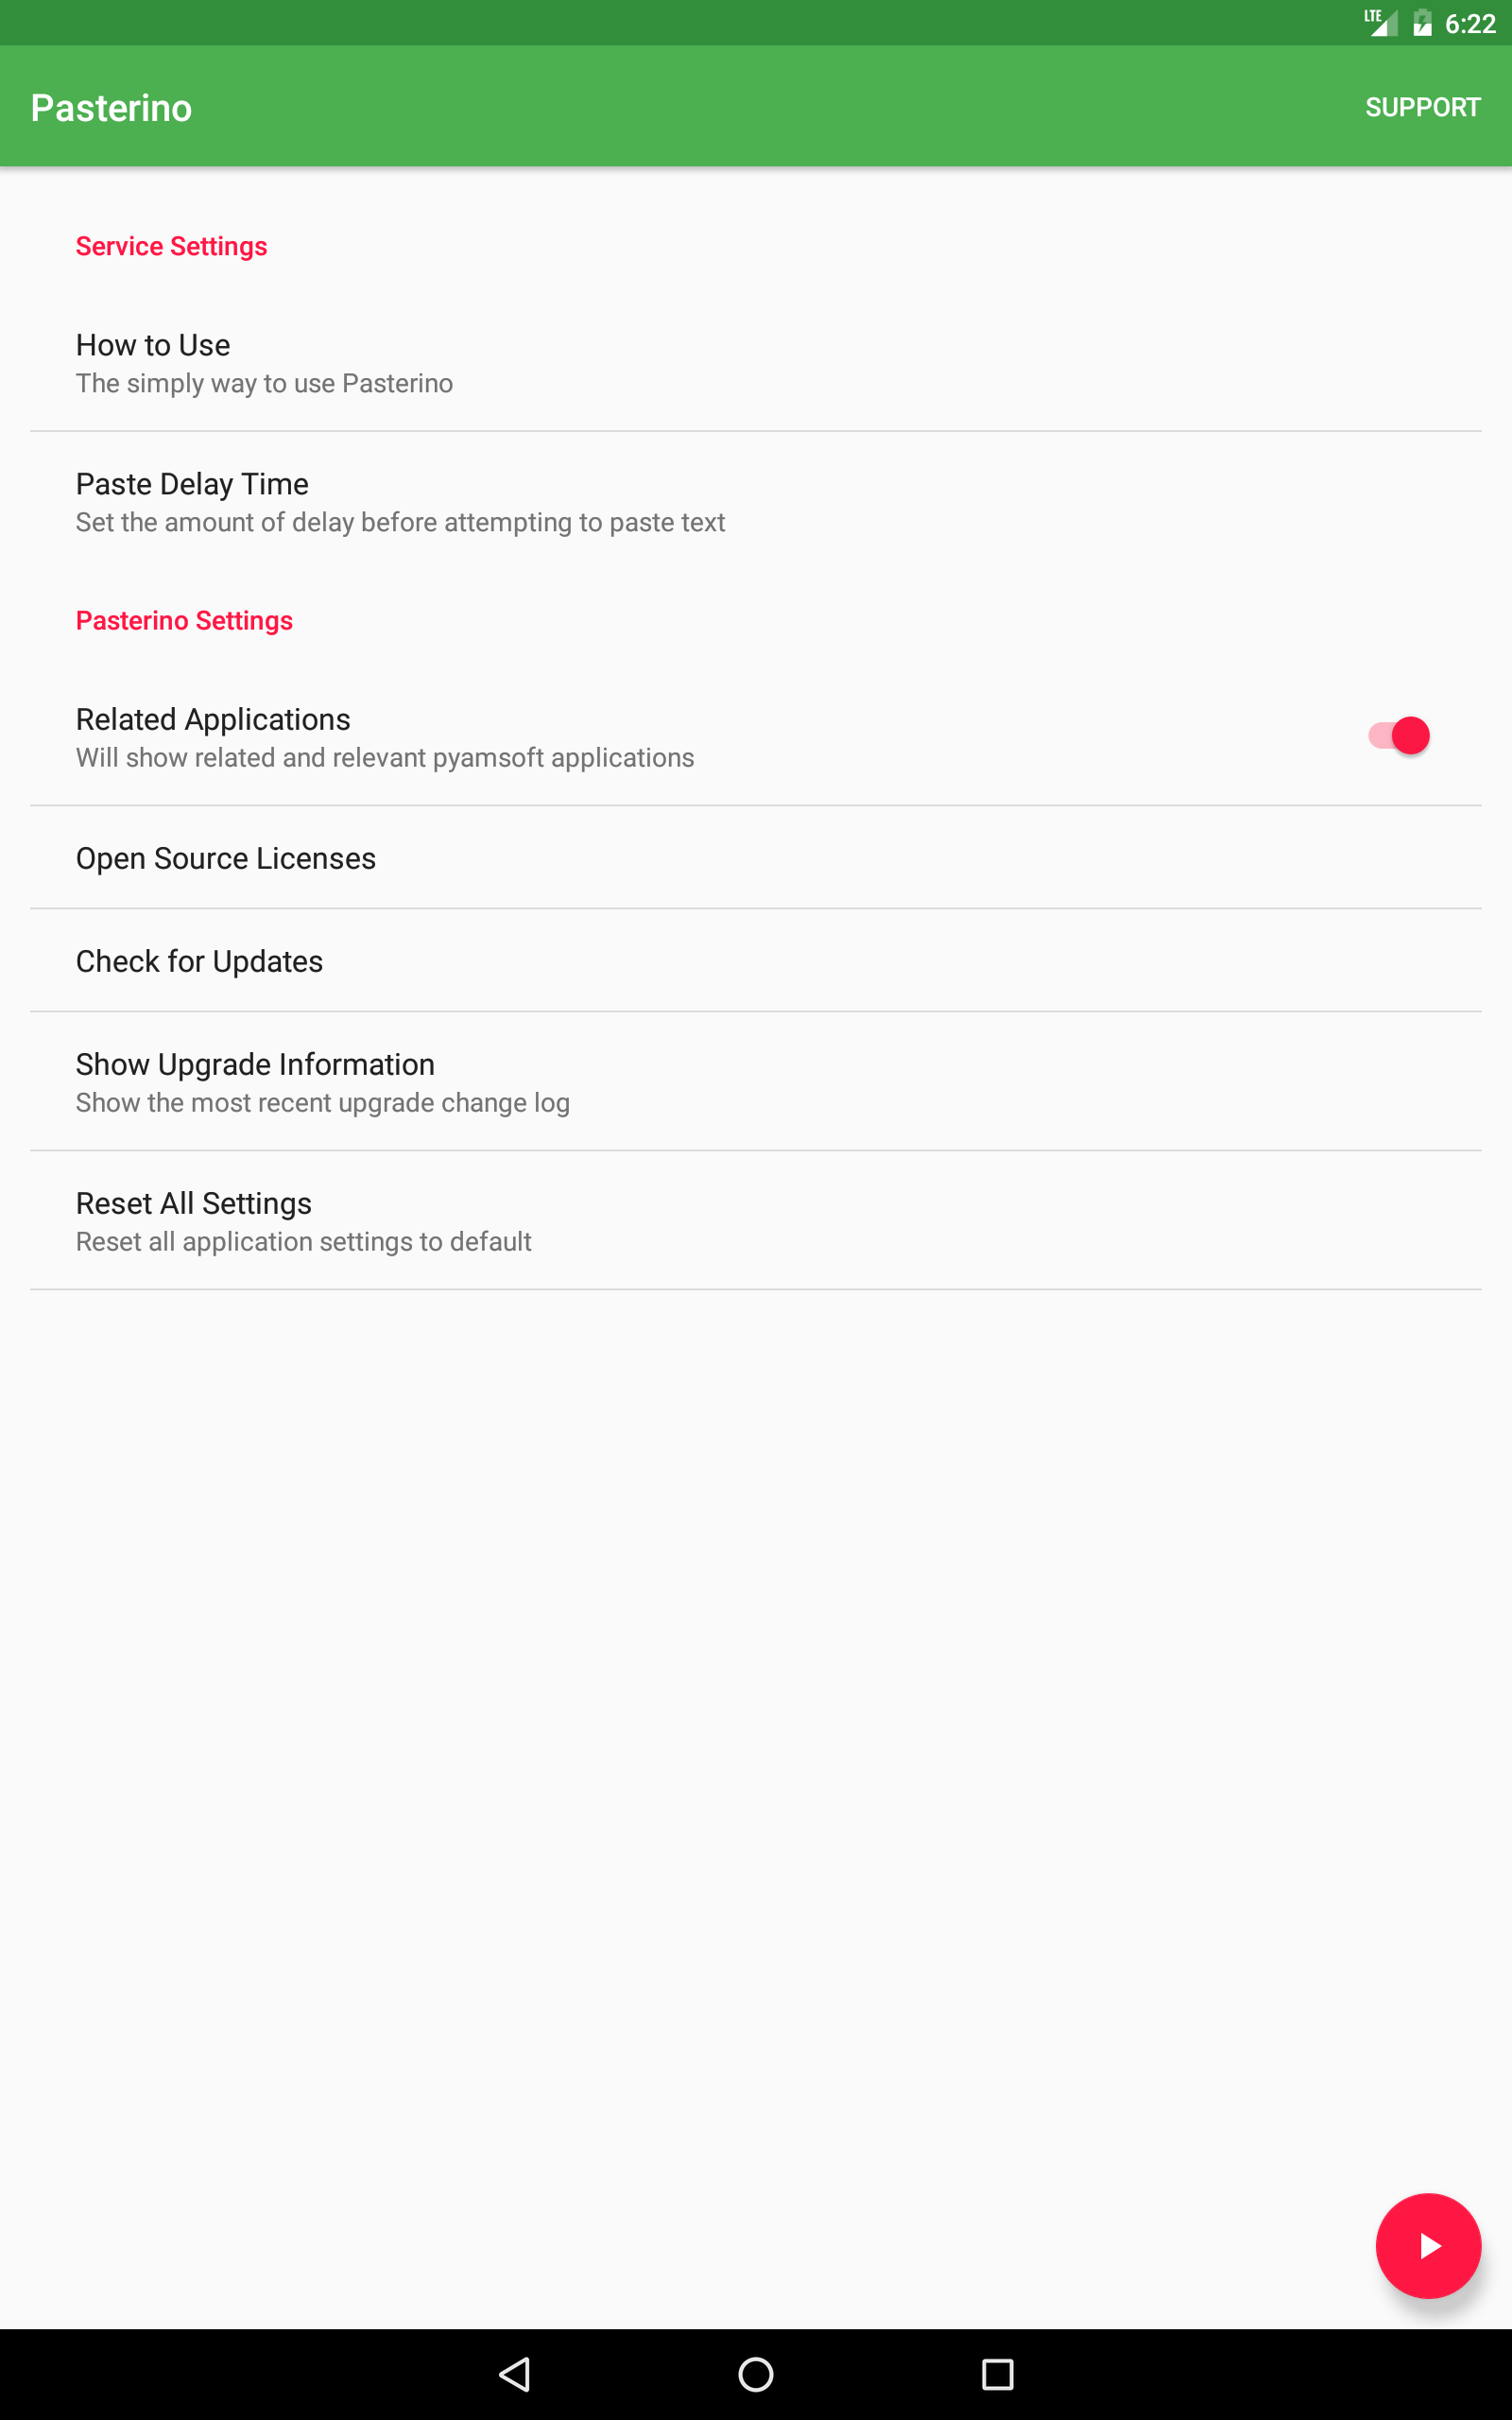 LTE 6:22
Pasterino SUPPORT
Service Settings
How to Use
The simply way to use Pasterino
Paste Delay Time
Set the amount of delay before attempting to paste text
Pasterino Settings
Related Applications
Will show related and relevant pyamsoft applications
Open Source Licenses
Check for Updates
Show Upgrade Information
Show the most recent upgrade change log
Reset All Settings
Reset all application settings to default